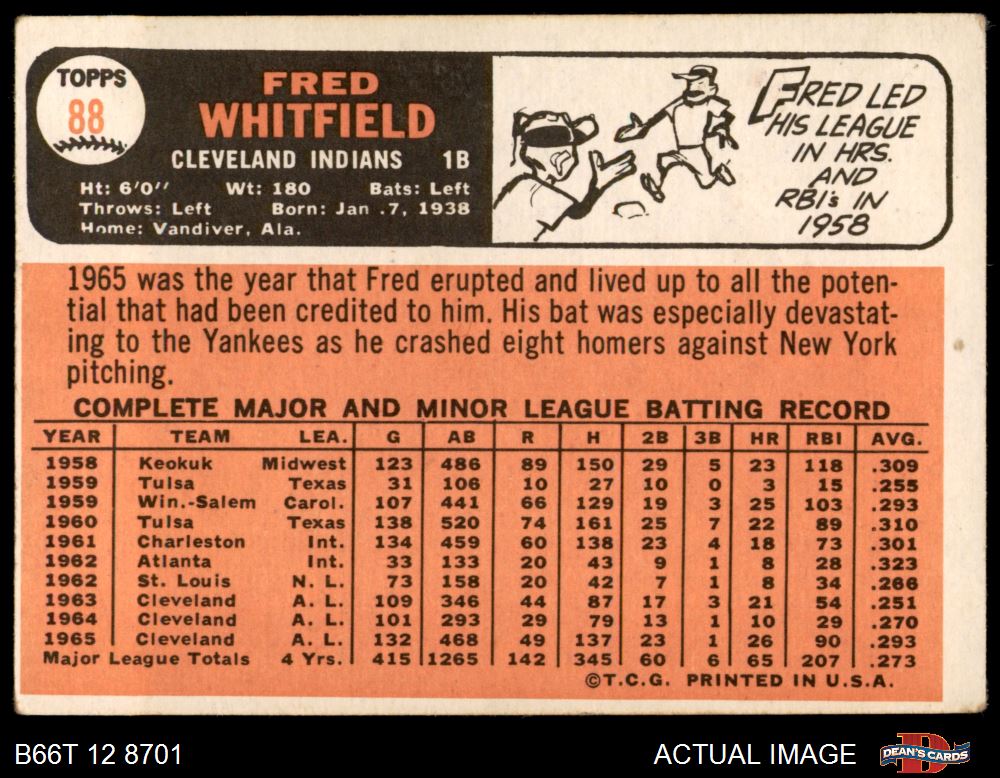 TOPPS
88
FRED
WHITFIELD
CLEVELAND INDIANS 1B
Ht: 6'0" Wt: 180 Bats: Left
Throws: Left Born: Jan .7, 1938
Home: Vandiver, Ala.
FRED LED
HIS LEAGUE
IN HRS.
AND
RBI's IN
1958
1965 was the year that Fred erupted and lived up to all the poten-
tial that had been credited to him. His bat was especially devastat-
ing to the Yankees as he crashed eight homers against New York
pitching.
COMPLETE MAJOR AND MINOR LEAGUE BATTING RECORD
YEAR TEAM LEA. G AB R H 2B 3B HR RBI AVG.
1958 Keokuk Midwest 123 486 89 150 29 5 23 118 .309
1959 Tulsa Texas 31 106 10 27 10 0 3 15 .255
1959 Win.-Salem Carol. 107 441 66 129 19 3 25 103 .293
1960 Tulsa Texas 138 520 74 161 25 7 22 89 .310
1961 Charleston Int. 134 459 60 138 23 4 18 73 .301
1962 Atlanta Int. 33 133 20 43 9 1 8 28 .323
1962 St. Louis N. L. 73 158 20 42 7 1 8 34 .266
1963 Cleveland A. L. 109 346 44 87 17 3 21 54 .251
1964 Cleveland A. L. 101 293 29 79 13 1 10 29 .270
1965 Cleveland A. L. 132 468 49 137 23 1 26 90 .293
Major League Totals 4 Yrs. 415 1265 142 345 60 6 65 207 .273
©T.C.G. PRINTED IN U.S.A.
B66T 12 8701 ACTUAL IMAGE DEAN'S CARDS